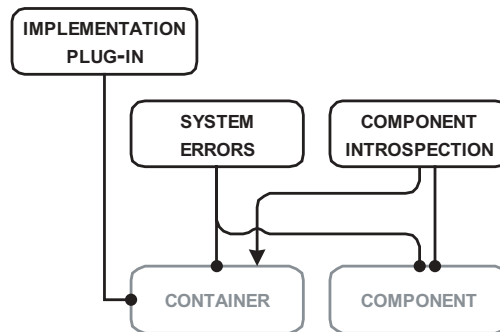 IMPLEMENTATION
PLUG-IN
SYSTEM
ERRORS
COMPONENT
INTROSPECTION
CONTAINER
COMPONENT